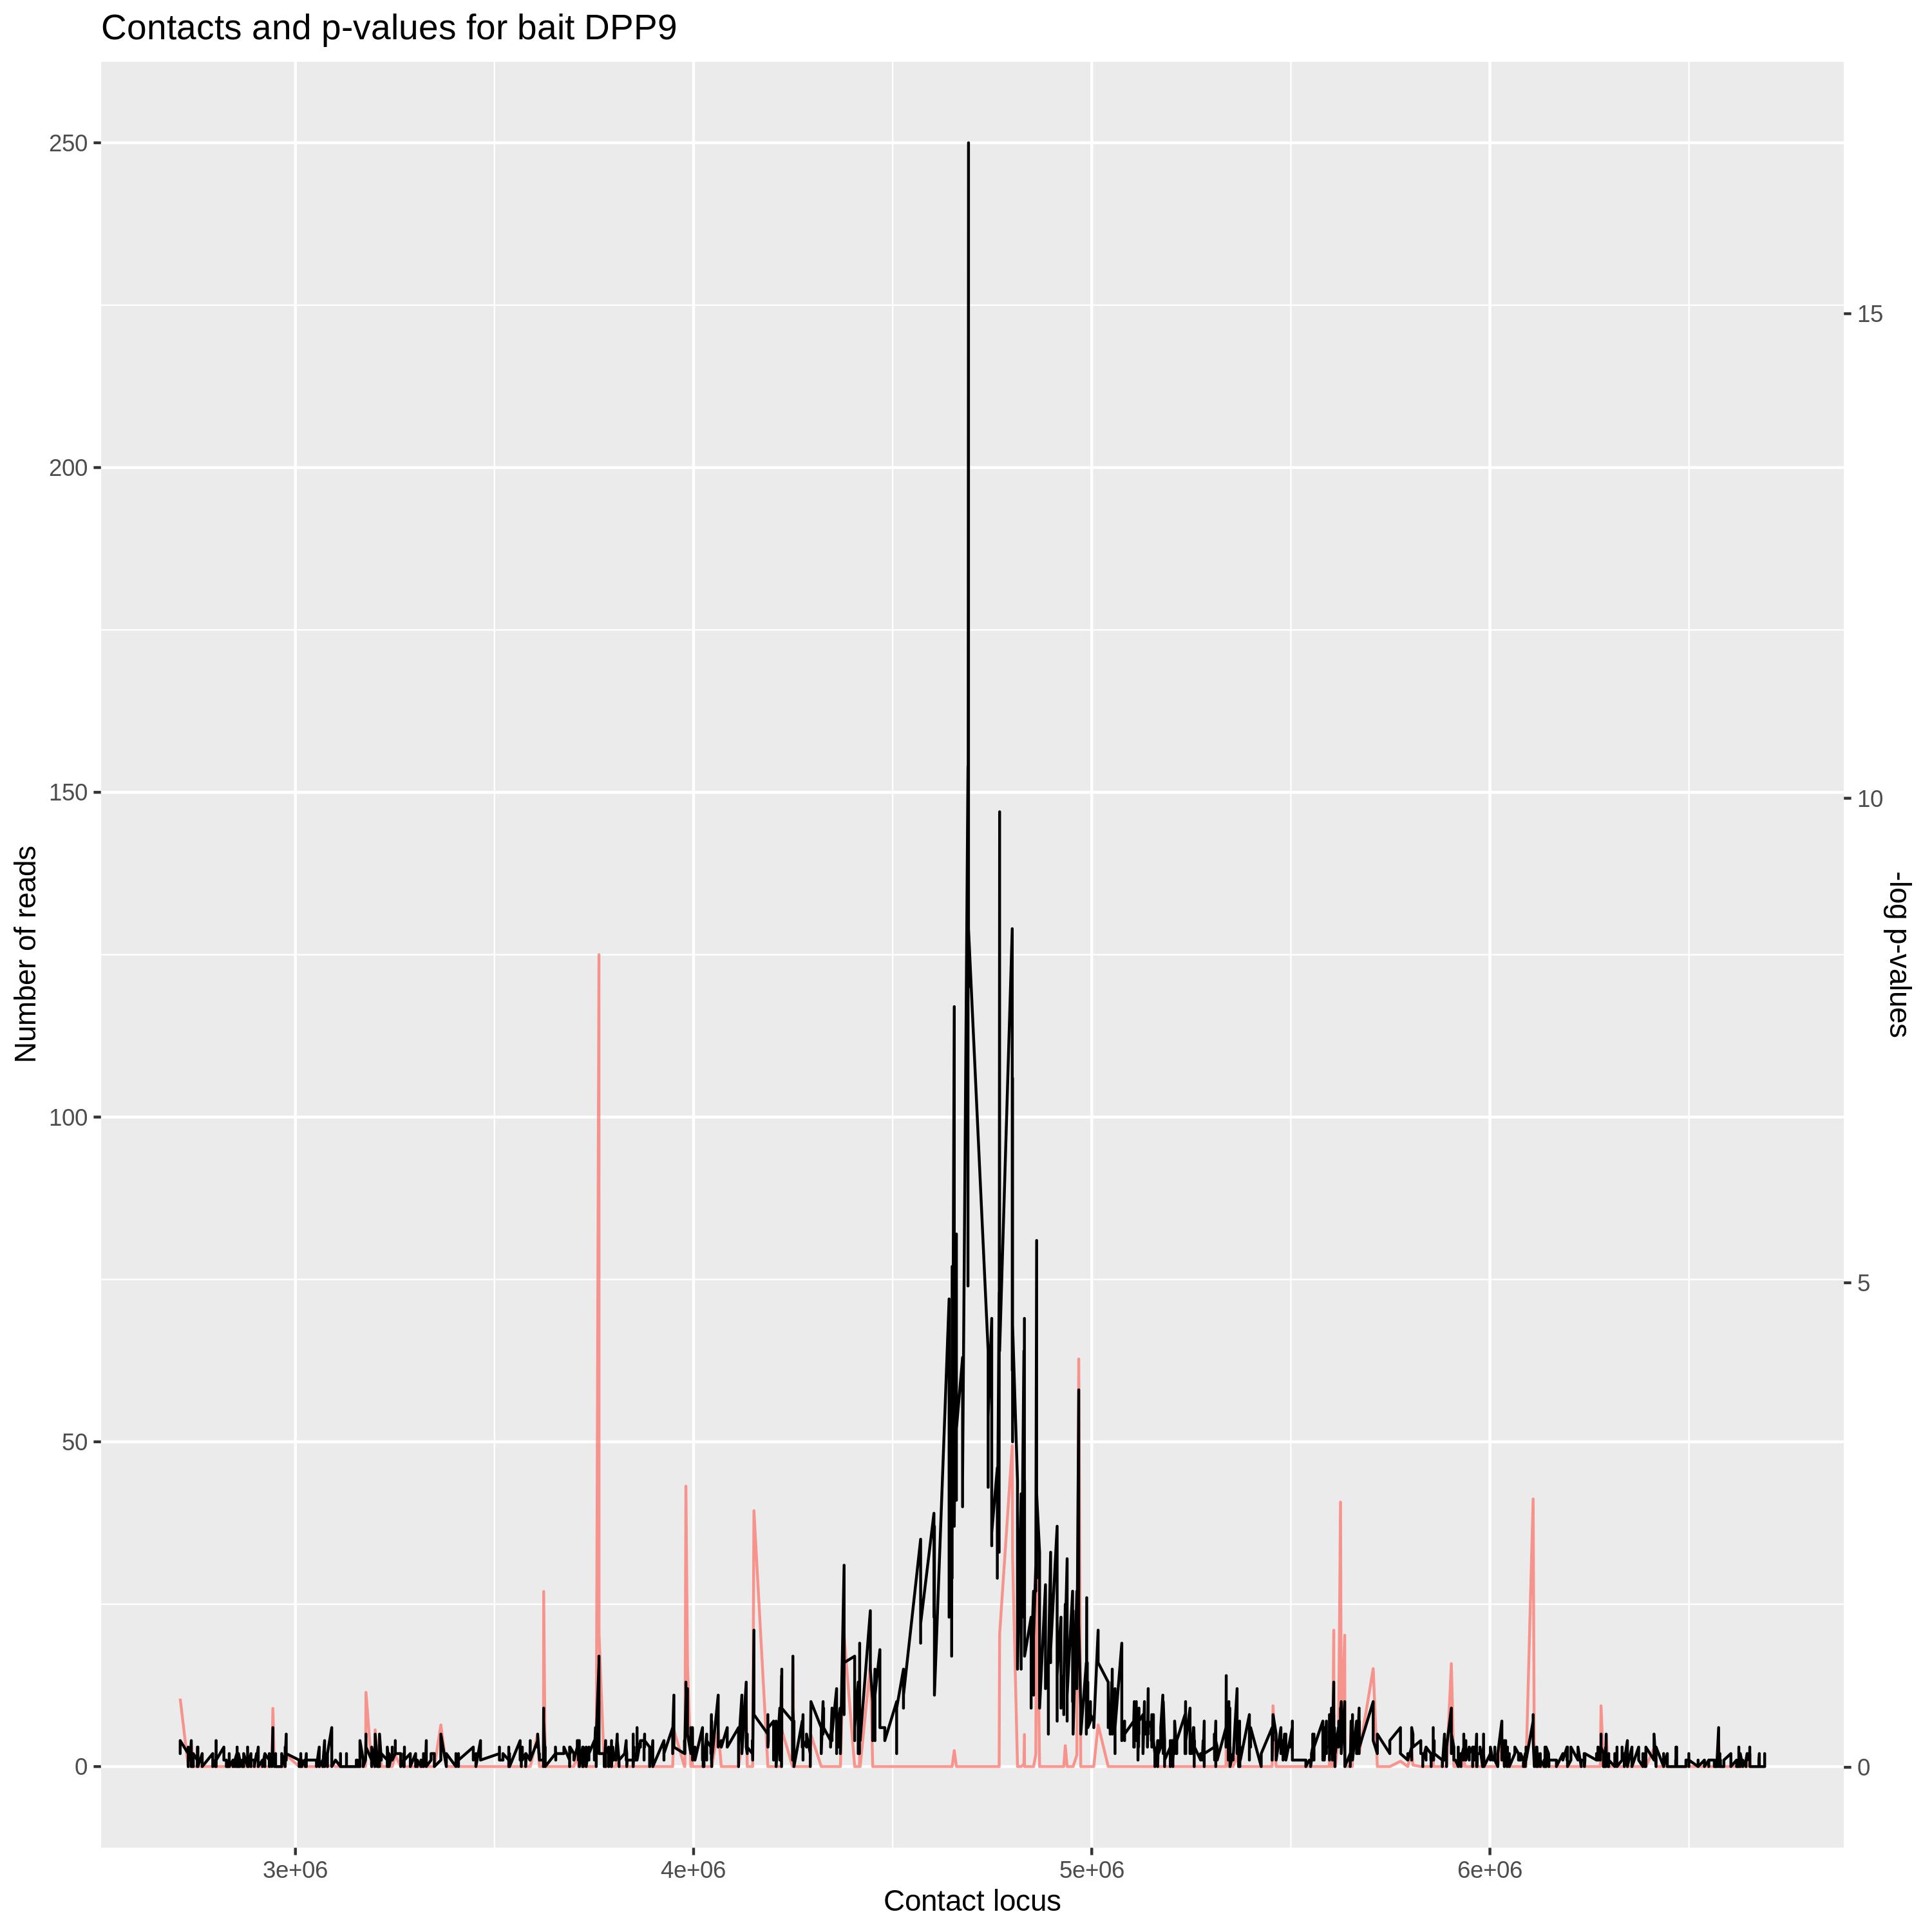 Contacts and p-values for bait DPP9
250
200
150
100
50
0
Number of reads
15
10
5
0
-log p-values
3e+06
4e+06
5e+06
6e+06
Contact locus